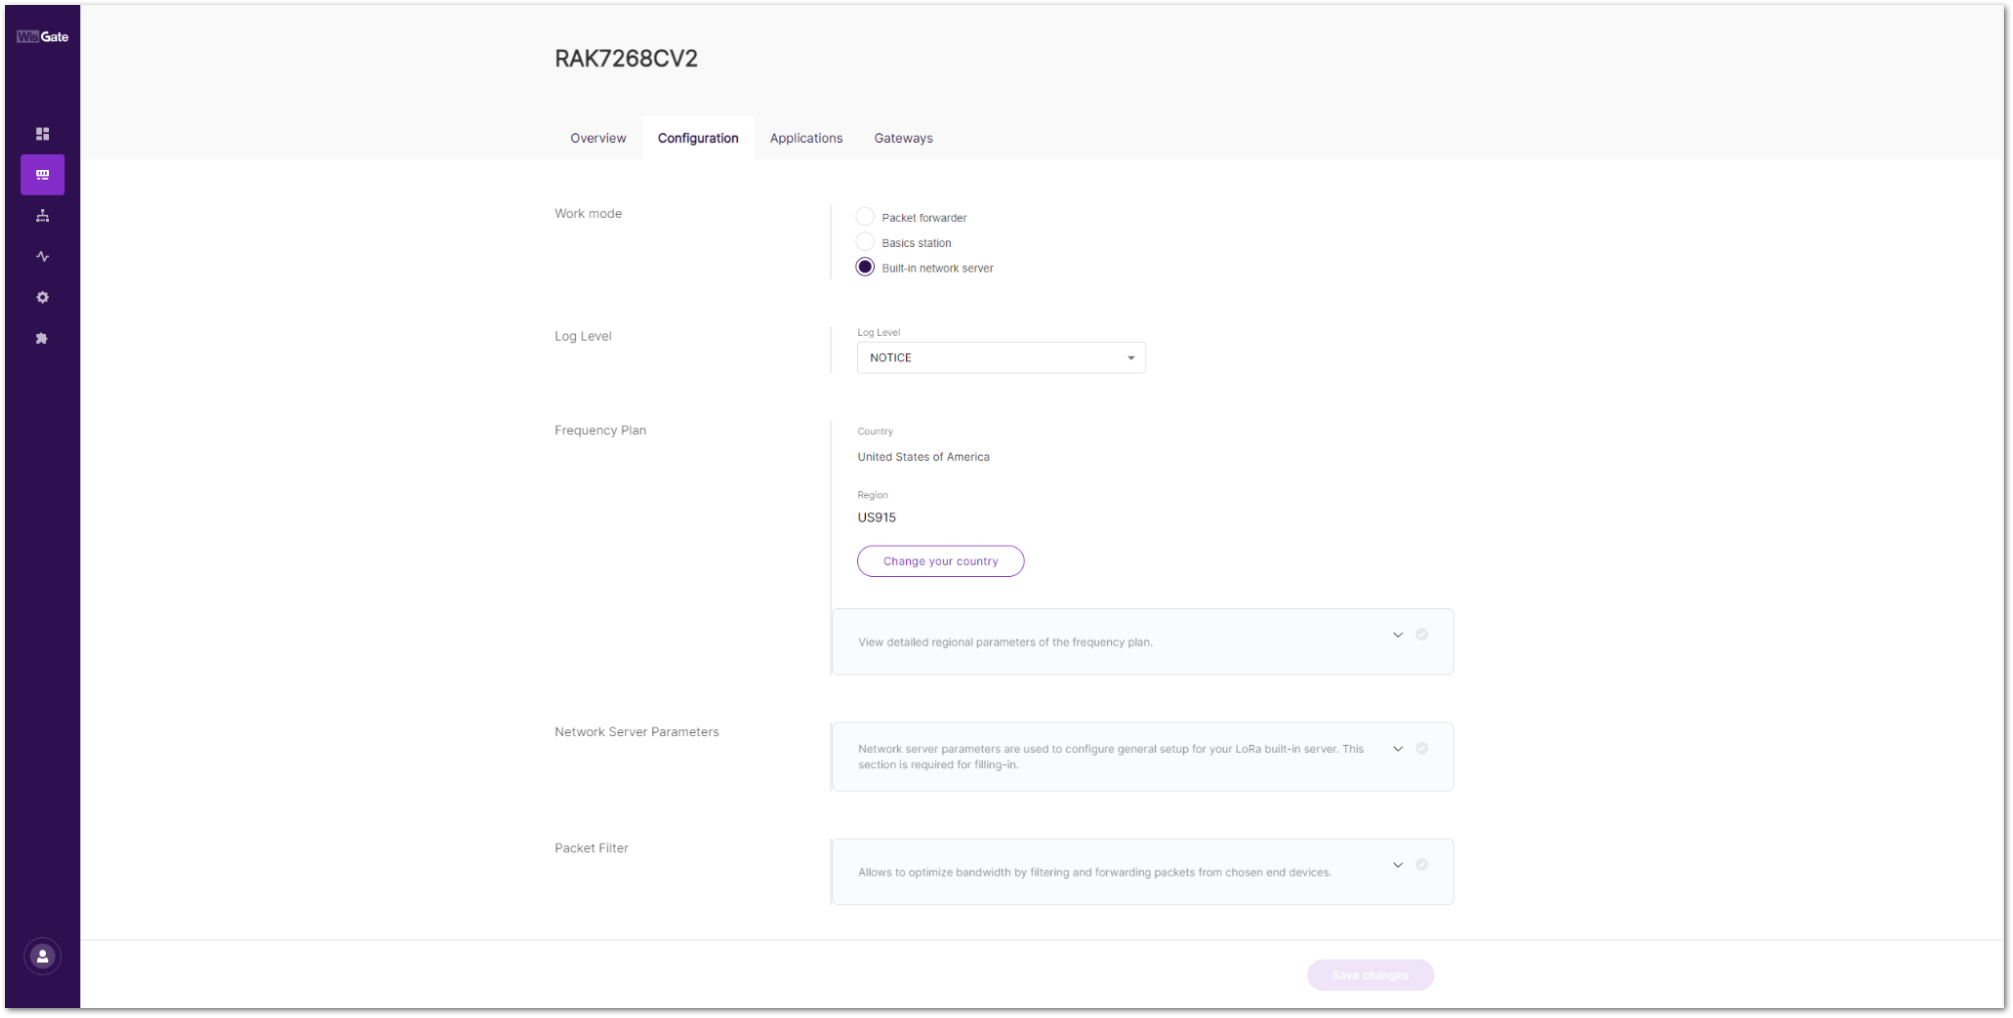 WisGate
RAK7268CV2
Overview
Configuration
Applications
Gateways
Work mode
Packet forwarder
Basics station
Built-in network server
Log Level
Log Level
NOTICE
Frequency Plan
Country
United States of America
Region
US915
Change your country
View detailed regional parameters of the frequency plan.
Network Server Parameters
Network server parameters are used to configure general setup for your LoRa built-in server. This
section is required for filling-in.
Packet Filter
Allows to optimize bandwidth by filtering and forwarding packets from chosen end devices.
Save changes